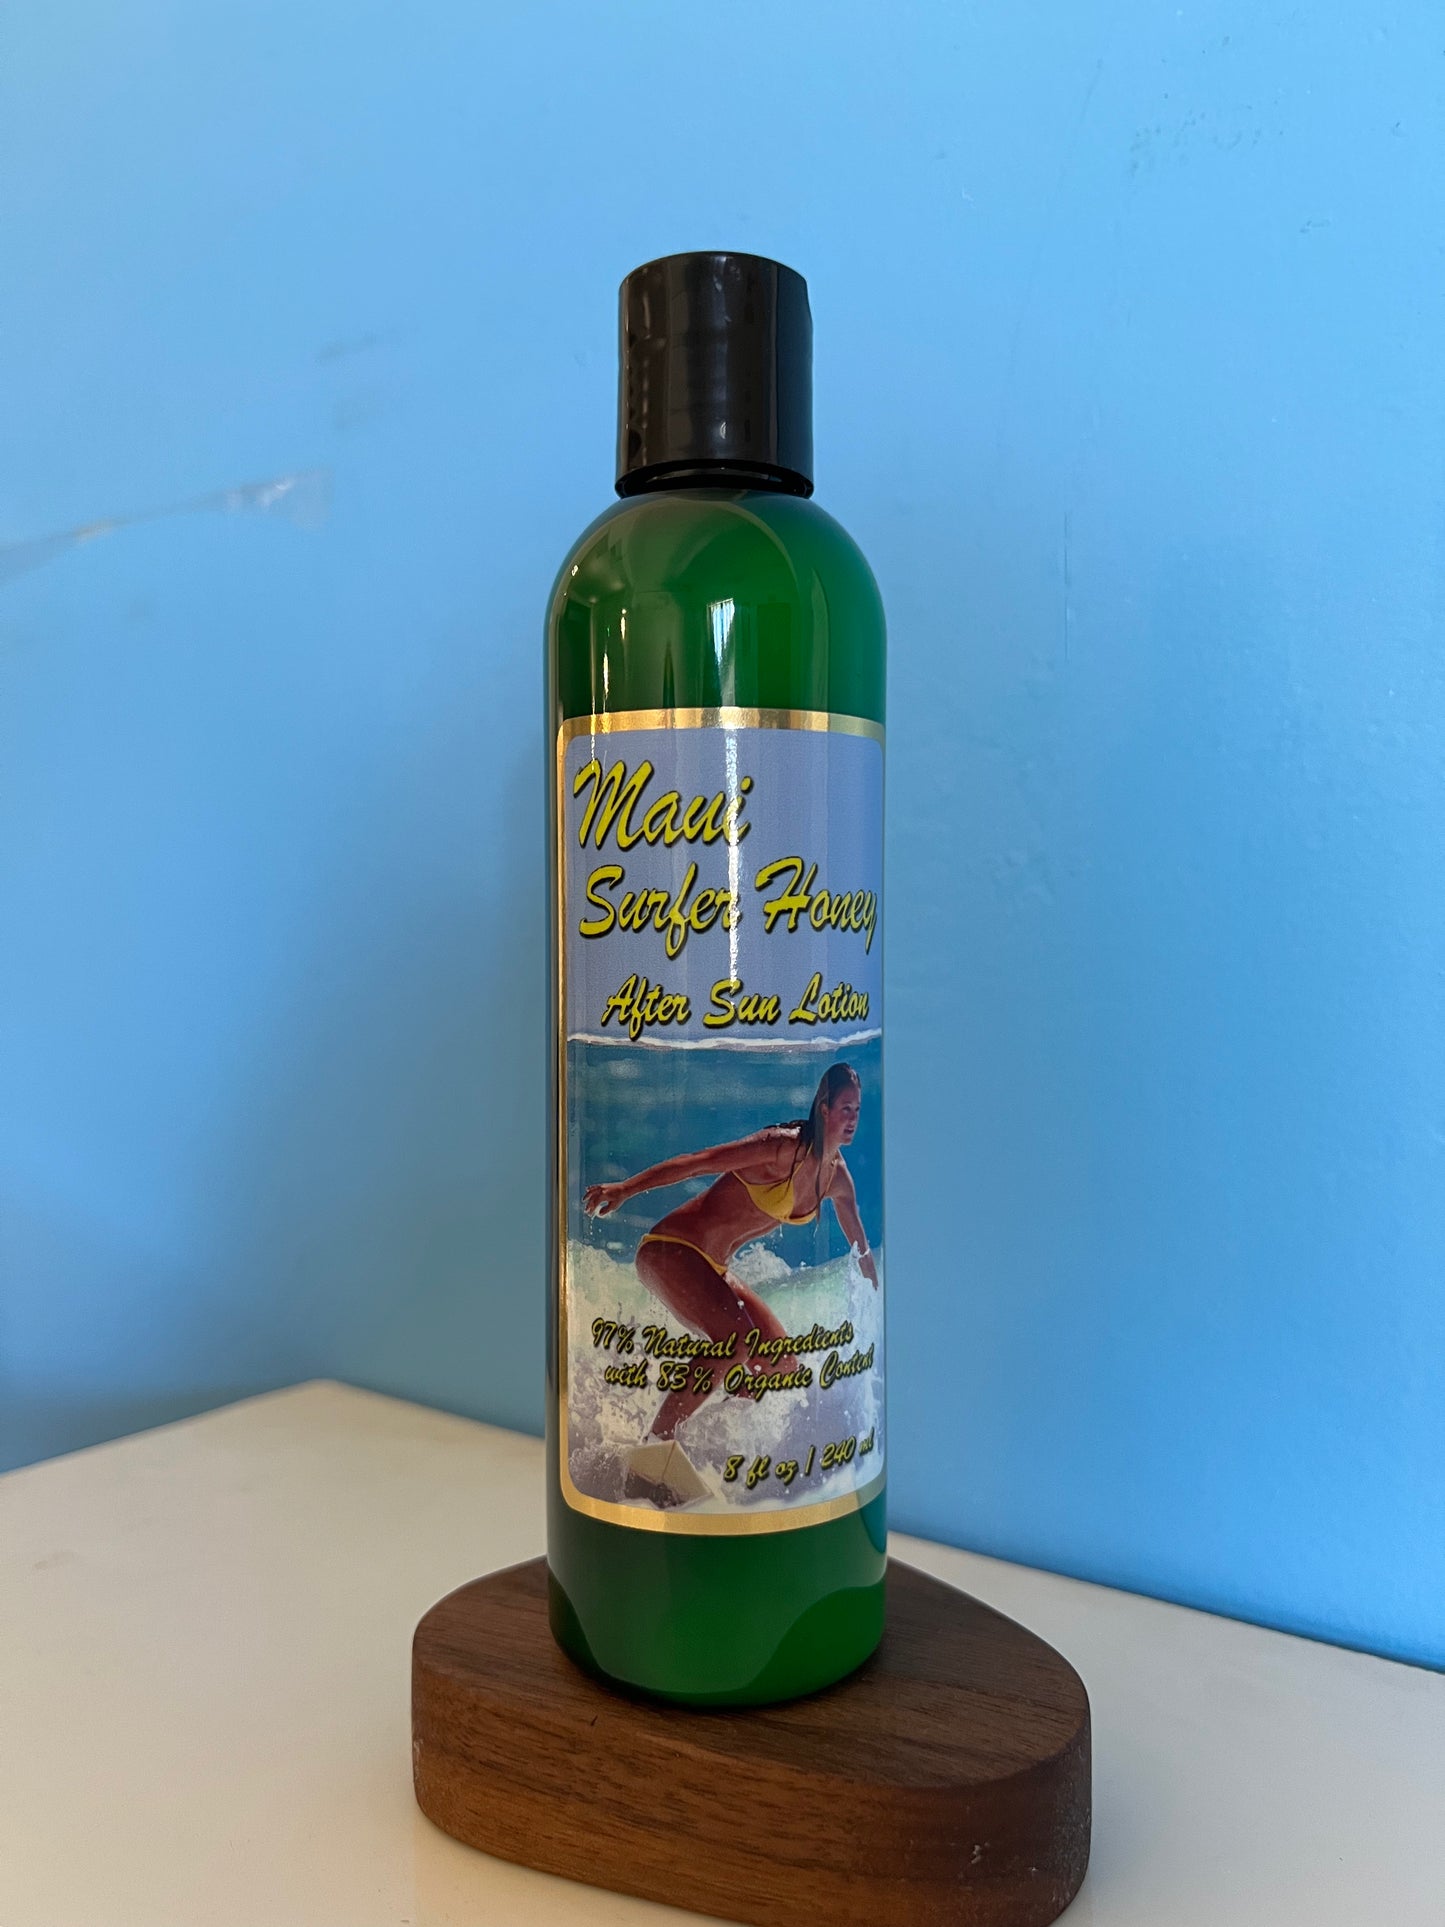 Maui
Surfer Honey
After Sun Lotion
97% Natural Ingredients
with 83% Organic Content
8 fl oz / 240 ml